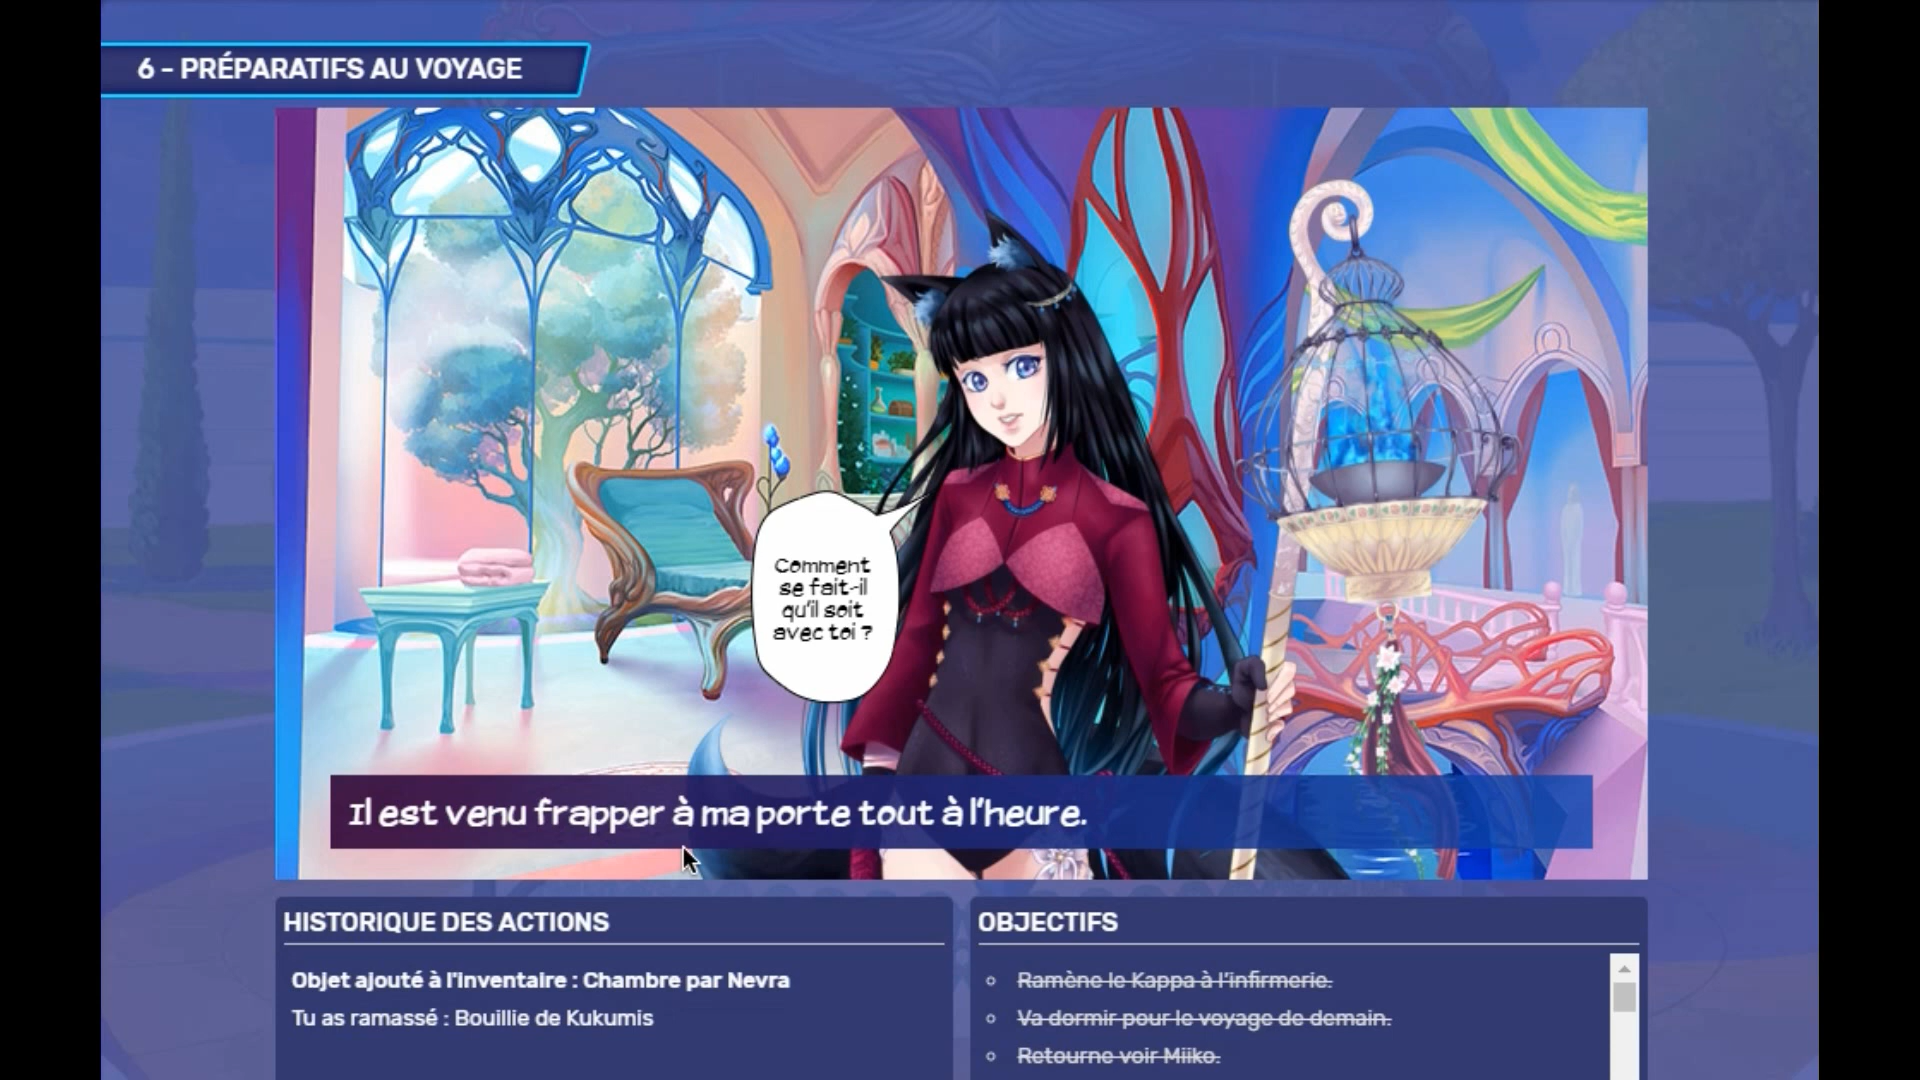 6 - PRÉPARATIFS AU VOYAGE
Comment
se fait-il
qu'il soit
avec toi ?
Il est venu frapper à ma porte tout à l'heure.
HISTORIQUE DES ACTIONS
Objet ajouté à l'Inventaire : Chambre par Nevra
Tu as ramassé : Bouillie de Kukumis
OBJECTIFS
Ramène le Kappa à l'infirmerie.
Va dormir pour le voyage de demain.
Retourne voir Miiko.